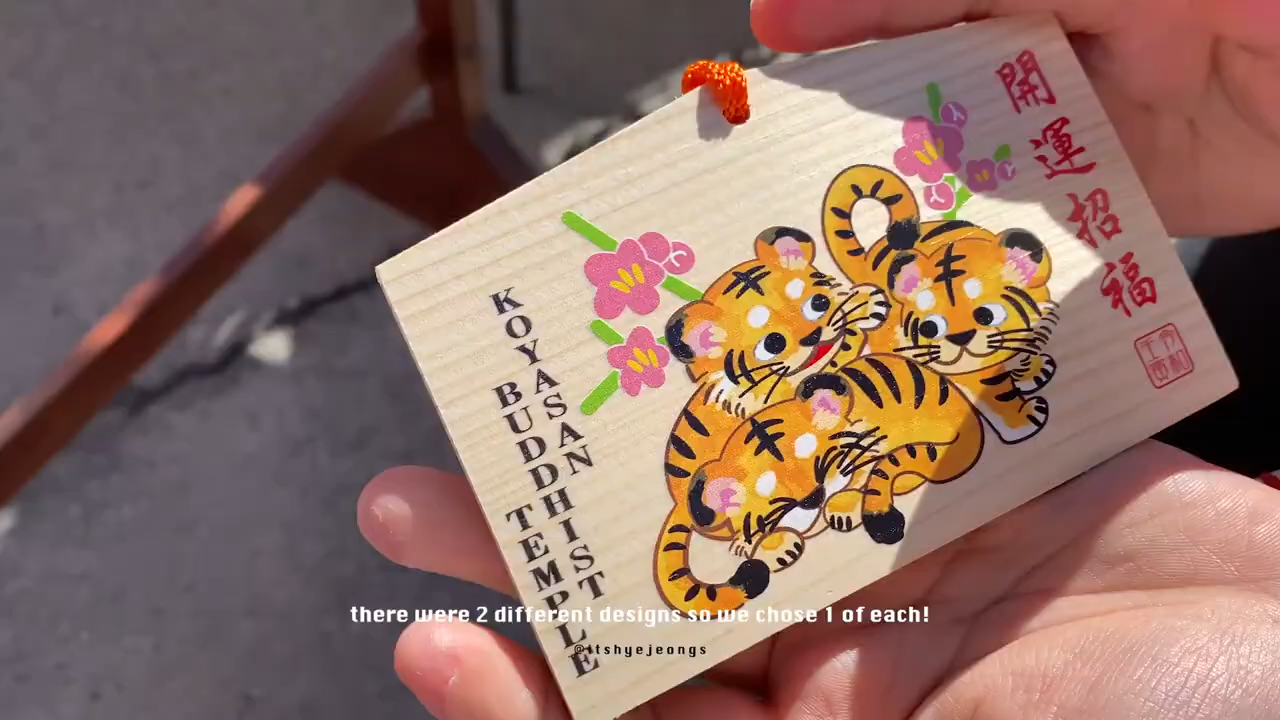 開運招福
KOYASAN
BUDDHIST
TEMPLE
there were 2 different designs so we chose 1 of each!
@itshyejeongs